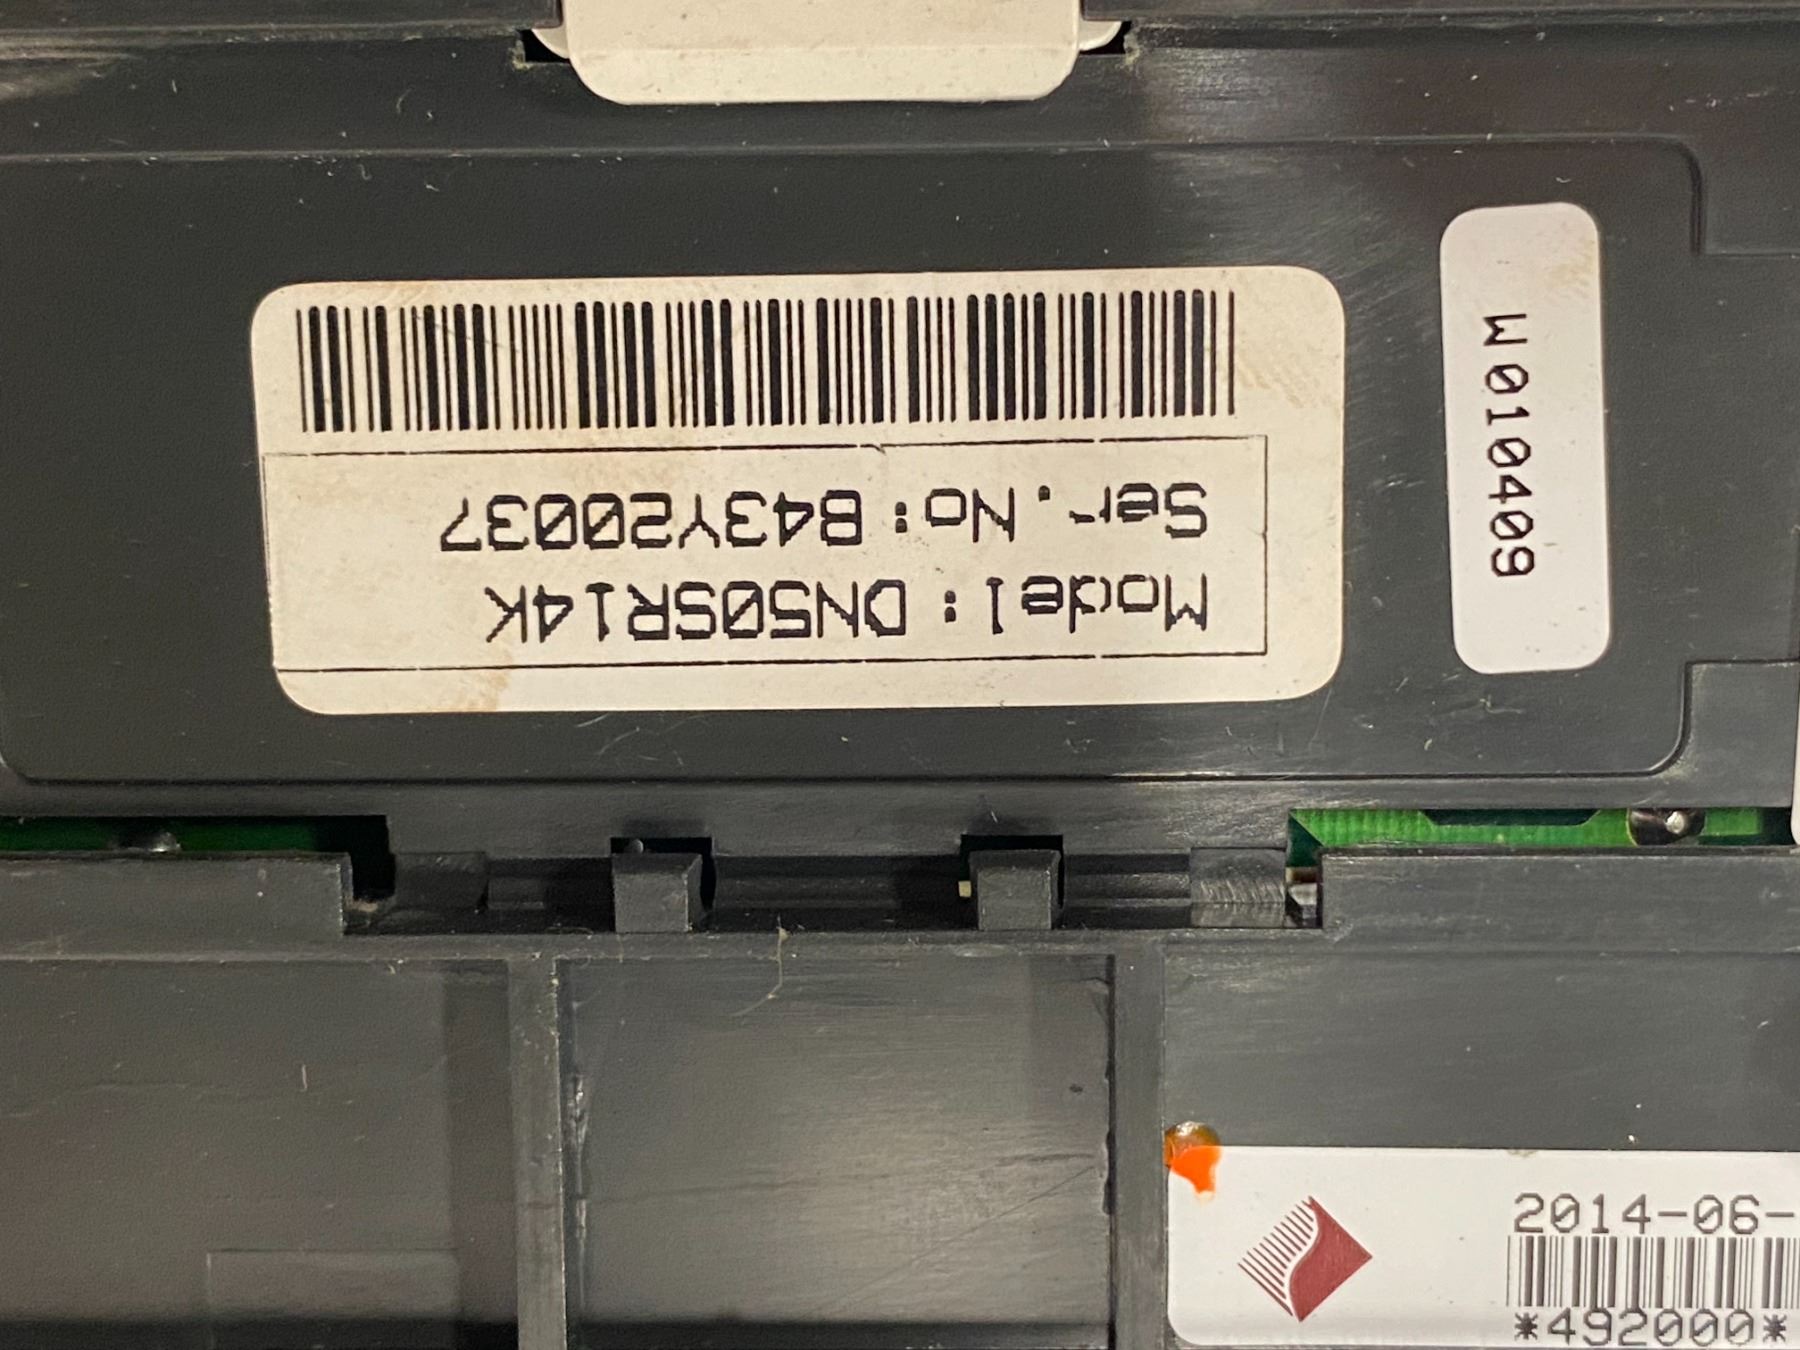 Model: DN50SR14K
Ser. No: B43Y20037
W010409
2014-06-
*492000*